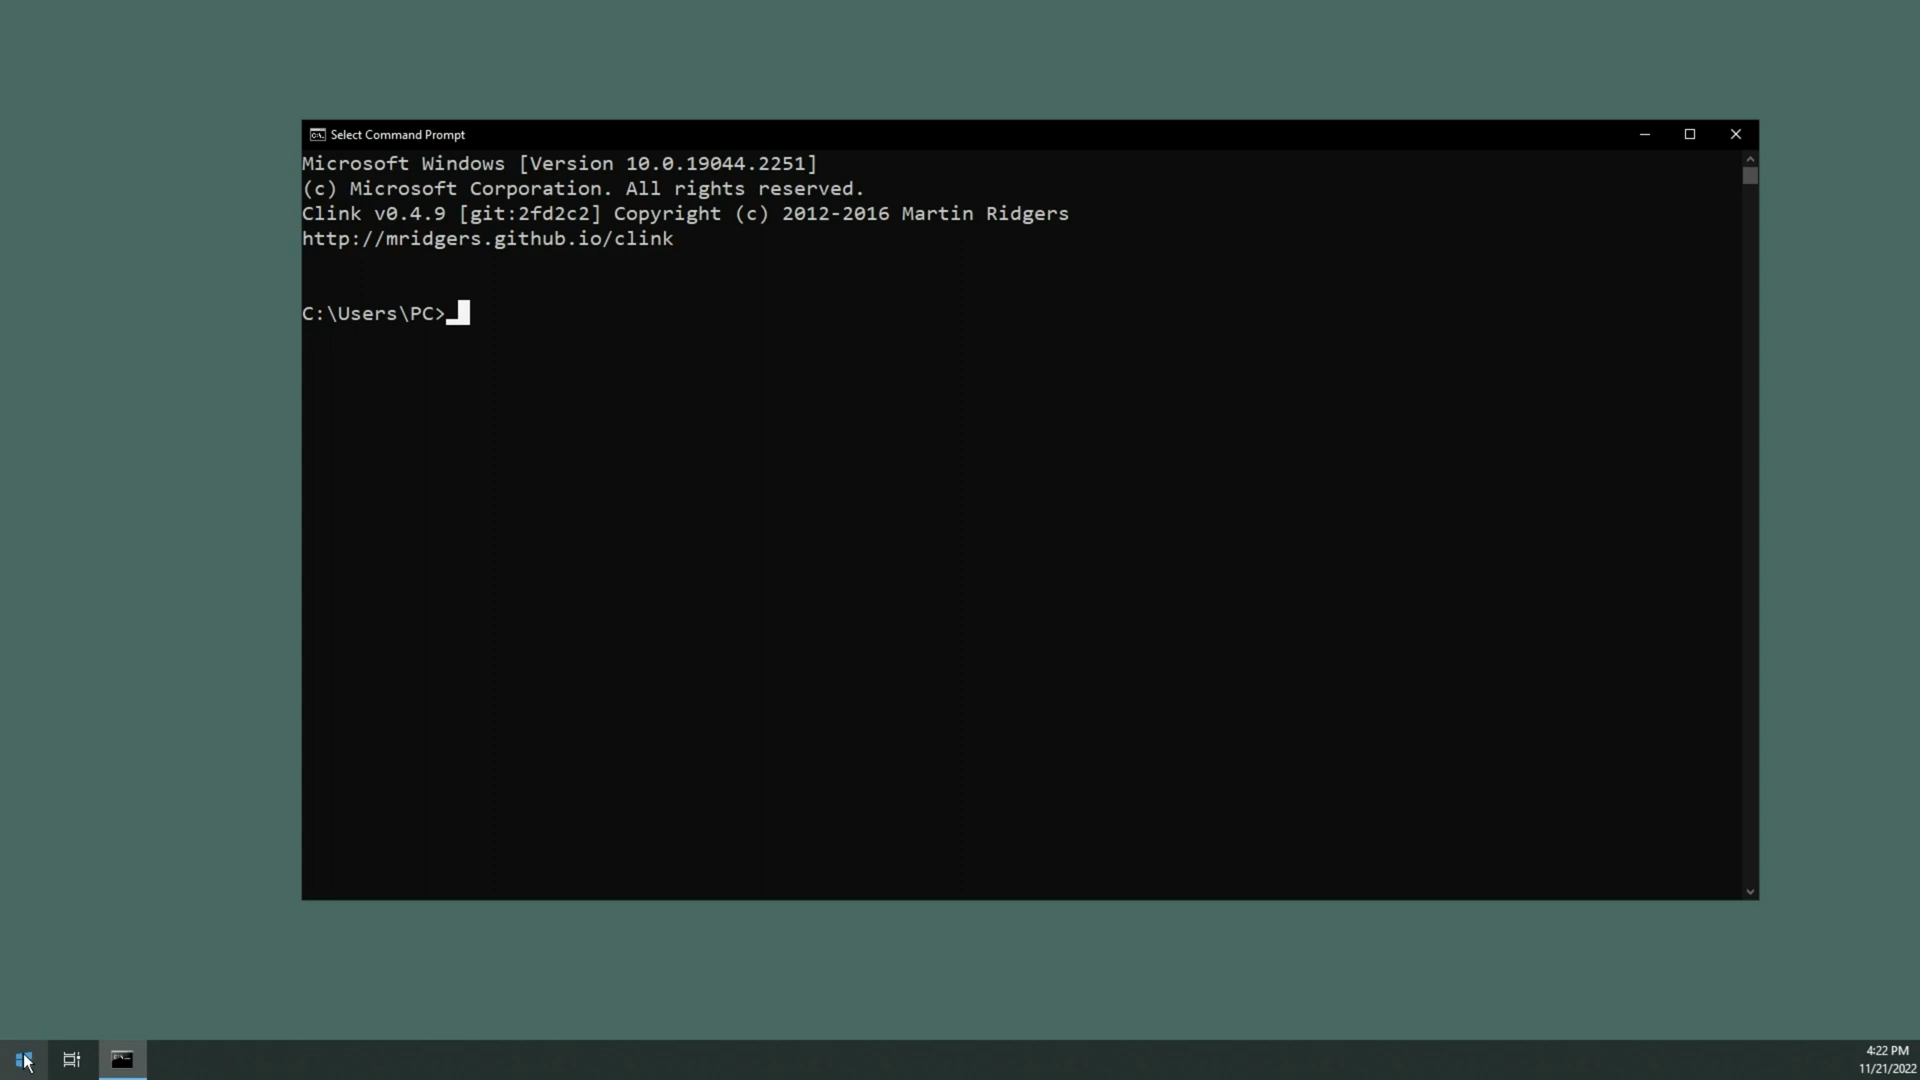 Select Command Prompt
Microsoft Windows [Version 10.0.19044.2251]
(c) Microsoft Corporation. All rights reserved.
Clink v0.4.9 [git:2fd2c2] Copyright (c) 2012-2016 Martin Ridgers
http://mridgers.github.io/clink
C:\Users\PC>_
4:22 PM
11/21/2022